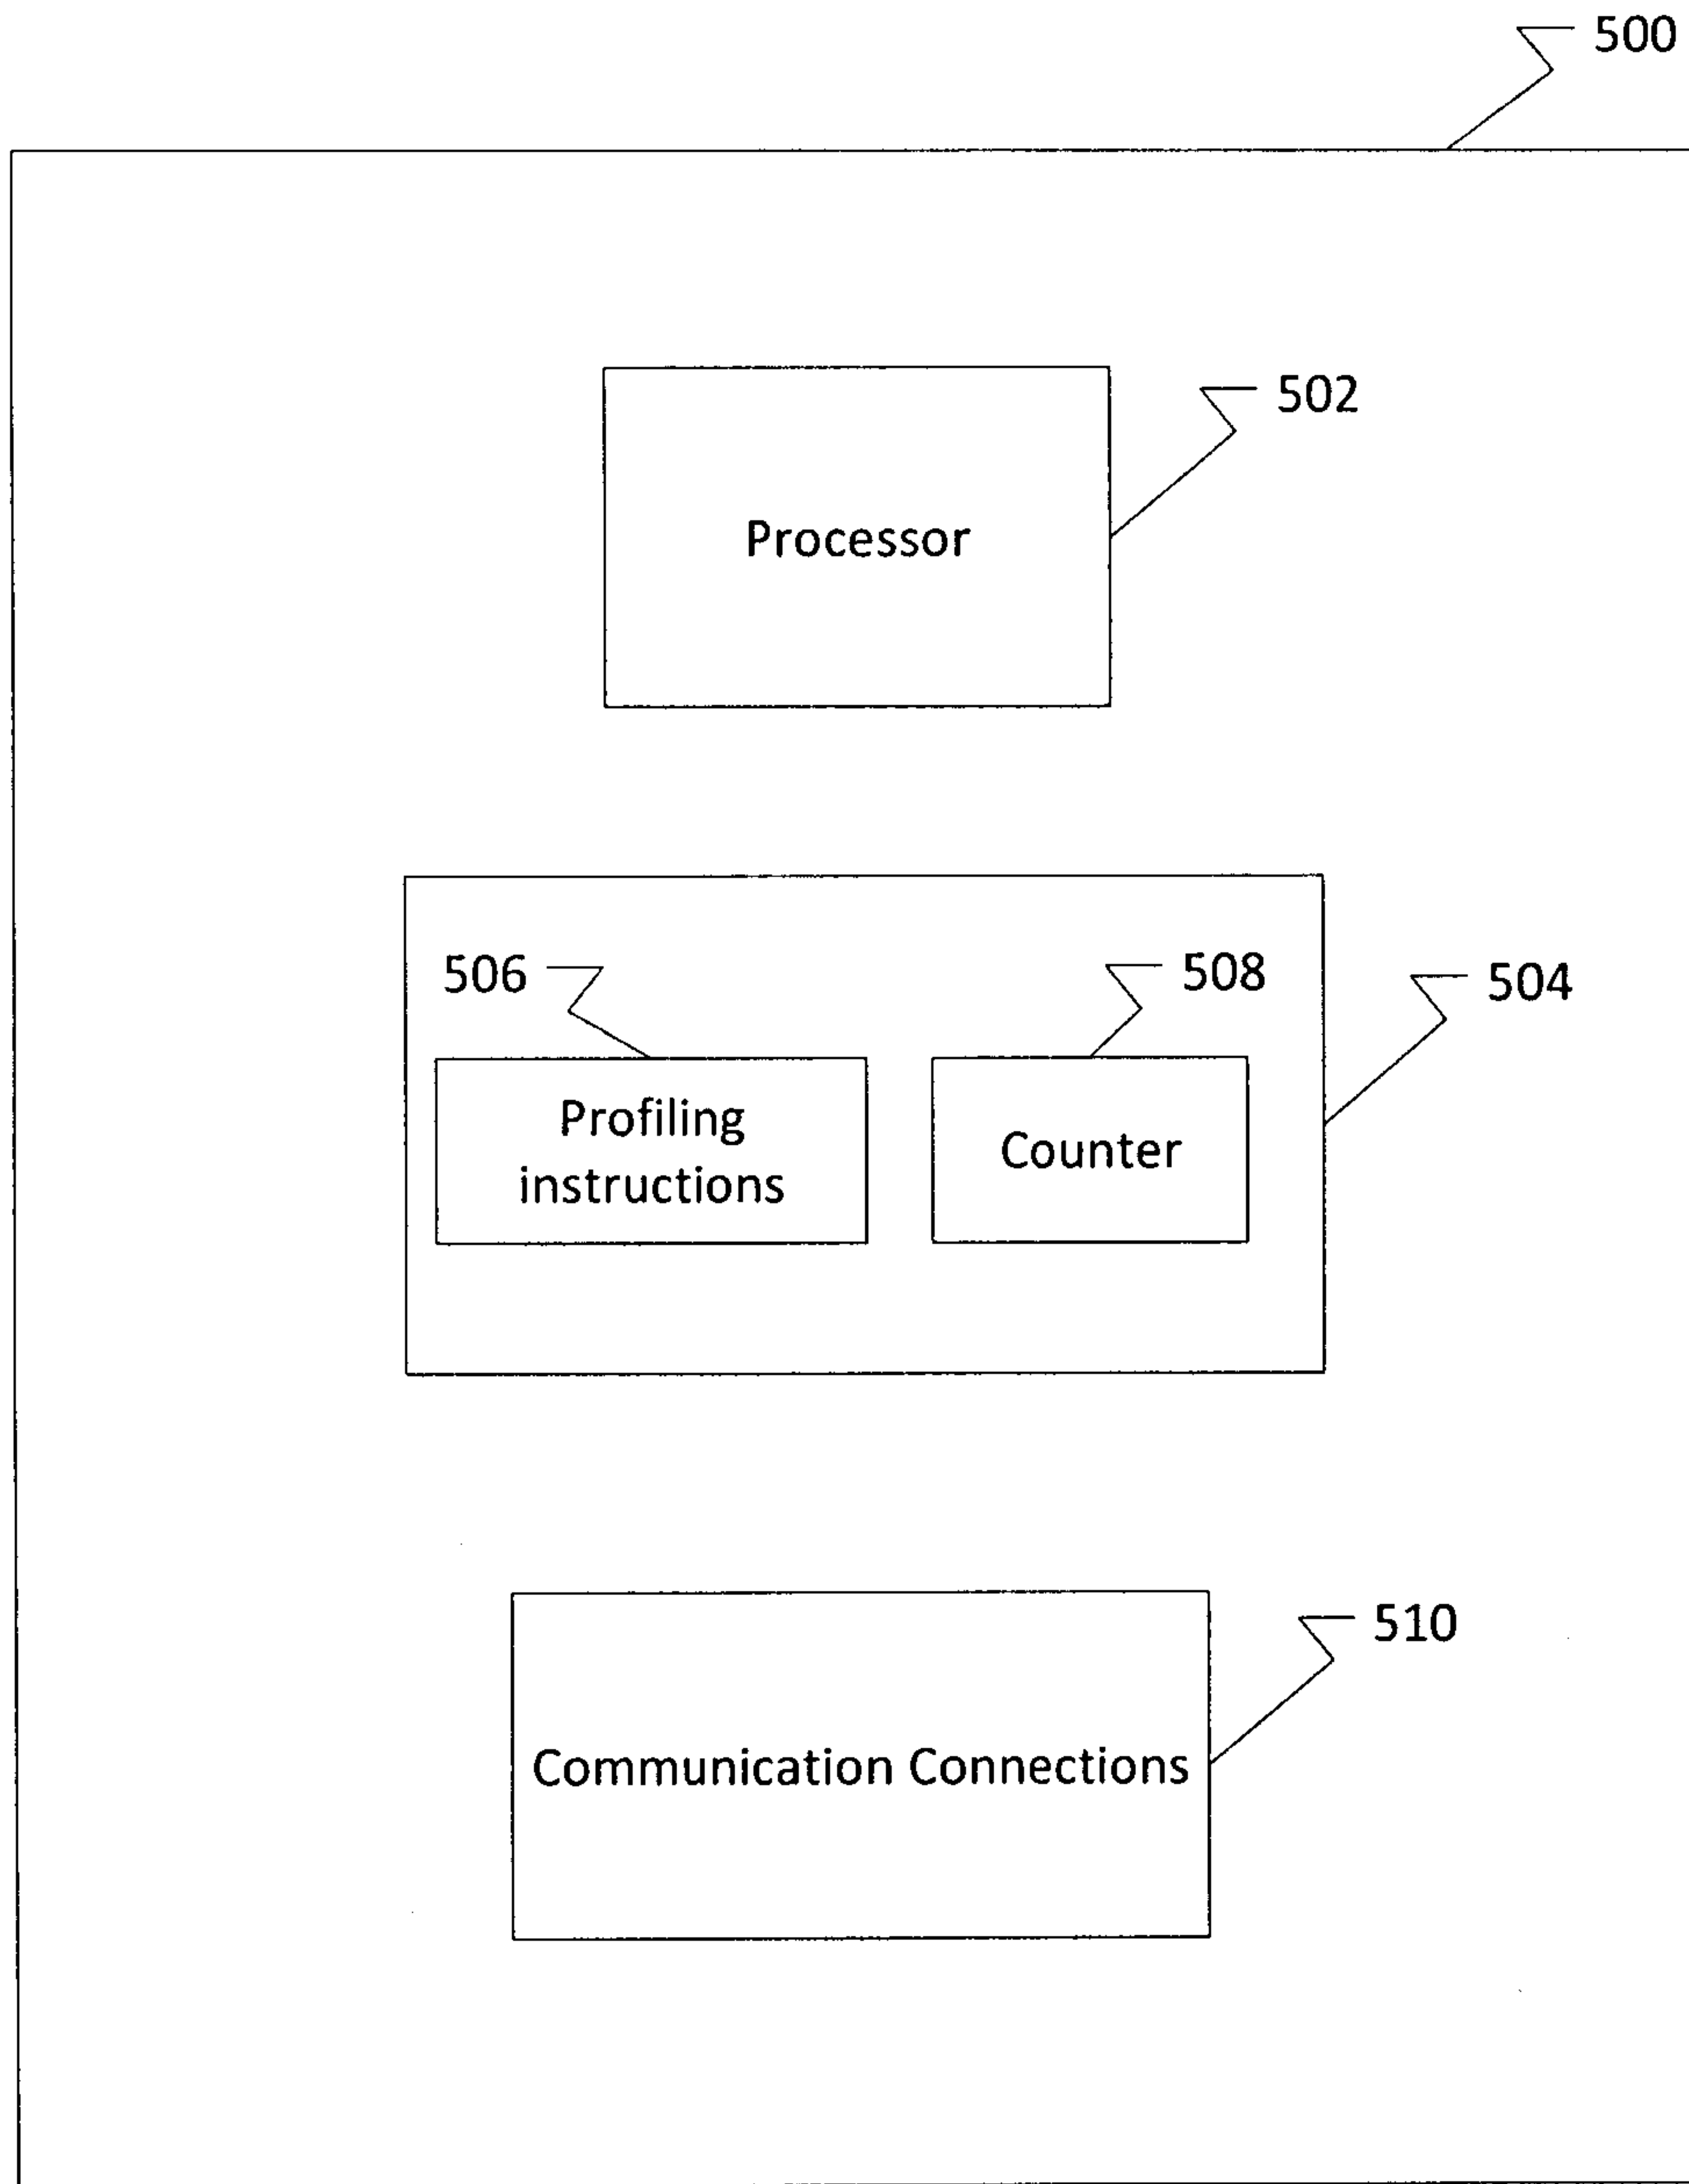 500
502
Processor
506
508
504
Profiling
instructions
Counter
510
Communication Connections